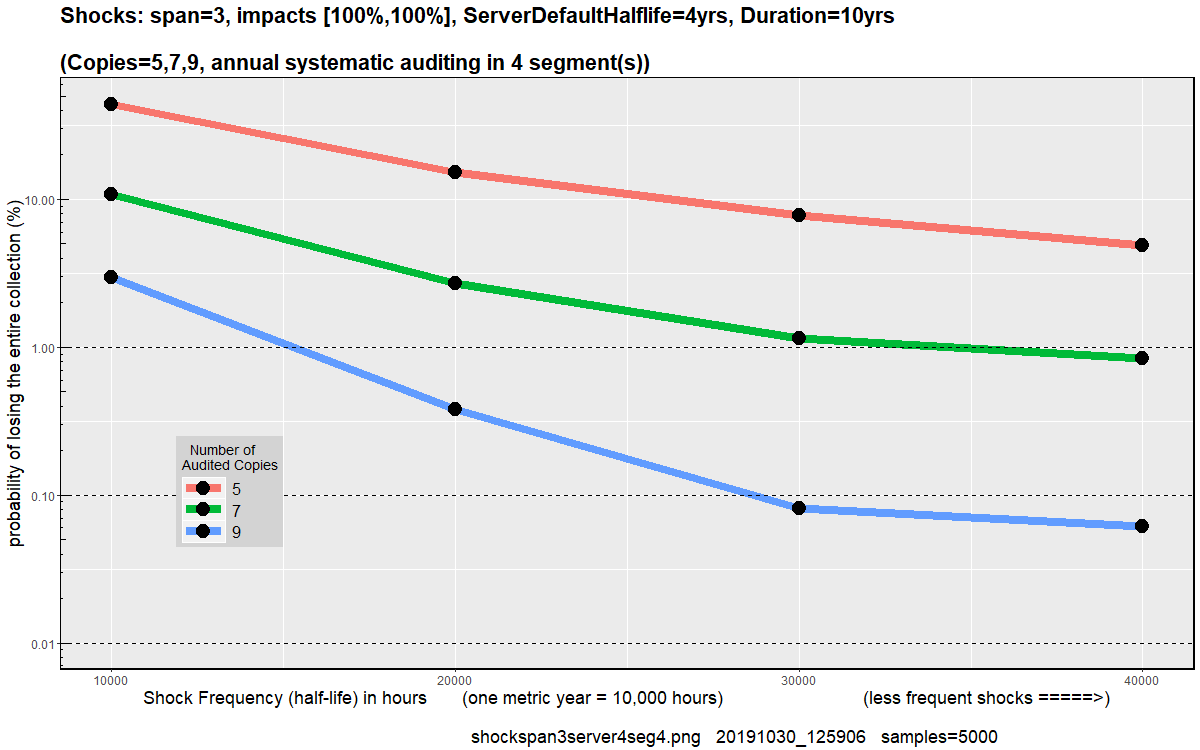 Shocks: span=3, impacts [100%,100%], ServerDefaultHalflife=4yrs, Duration=10yrs
(Copies=5,7,9, annual systematic auditing in 4 segment(s))
probability of losing the entire collection (%)
10.00
1.00
0.10
0.01
Number of
Audited Copies
5
7
9
10000 20000 30000 40000
Shock Frequency (half-life) in hours (one metric year = 10,000 hours) (less frequent shocks =====>)
shockspan3server4seg4.png 20191030_125906 samples=5000